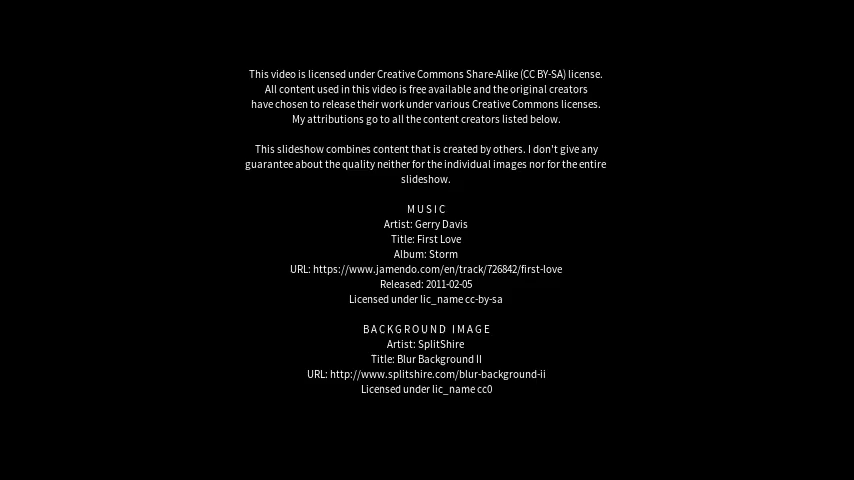 This video is licensed under Creative Commons Share-Alike (CC BY-SA) license.
All content used in this video is free available and the original creators
have chosen to release their work under various Creative Commons licenses.
My attributions go to all the content creators listed below.
This slideshow combines content that is created by others. I don't give any
guarantee about the quality neither for the individual images nor for the entire
slideshow.
MUSIC
Artist: Gerry Davis
Title: First Love
Album: Storm
URL: https://www.jamendo.com/en/track/726842/first-love
Released: 2011-02-05
Licensed under lic_name cc-by-sa
BACKGROUND IMAGE
Artist: SplitShire
Title: Blur Background II
URL: http://www.splitshire.com/blur-background-ii
Licensed under lic_name cc0